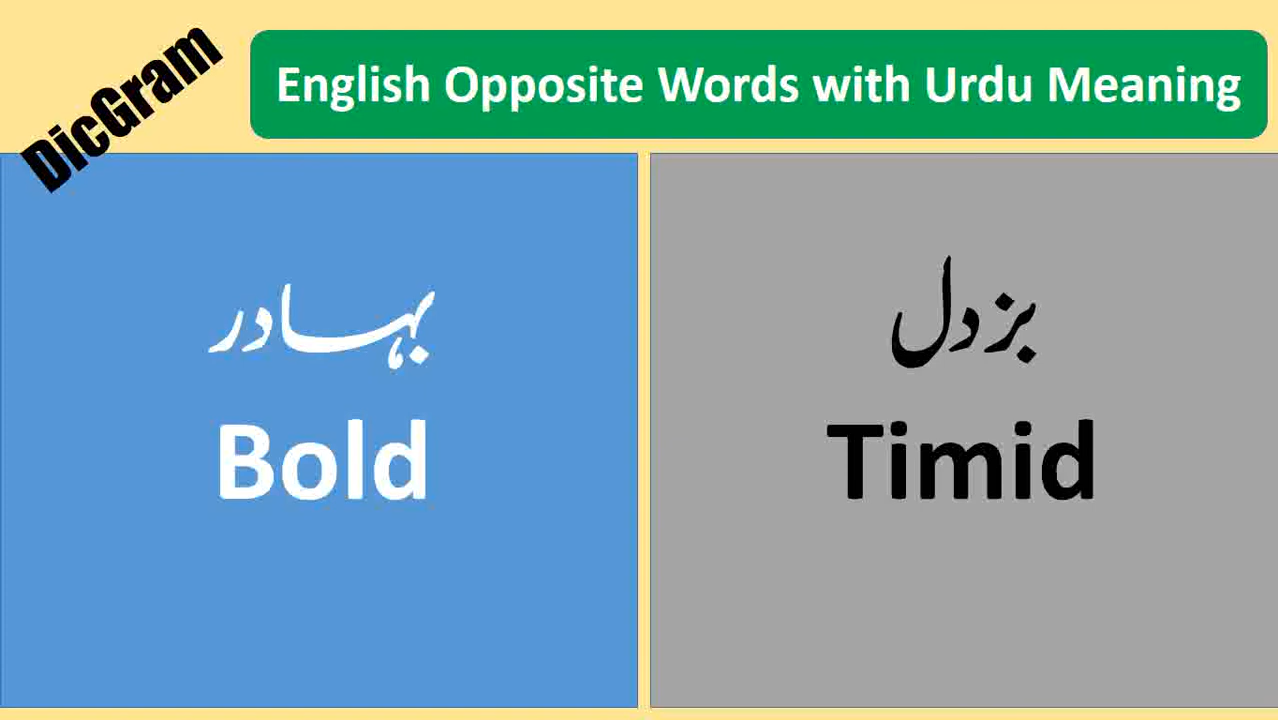 DicGram
English Opposite Words with Urdu Meaning
بہادر
Bold
بزدل
Timid